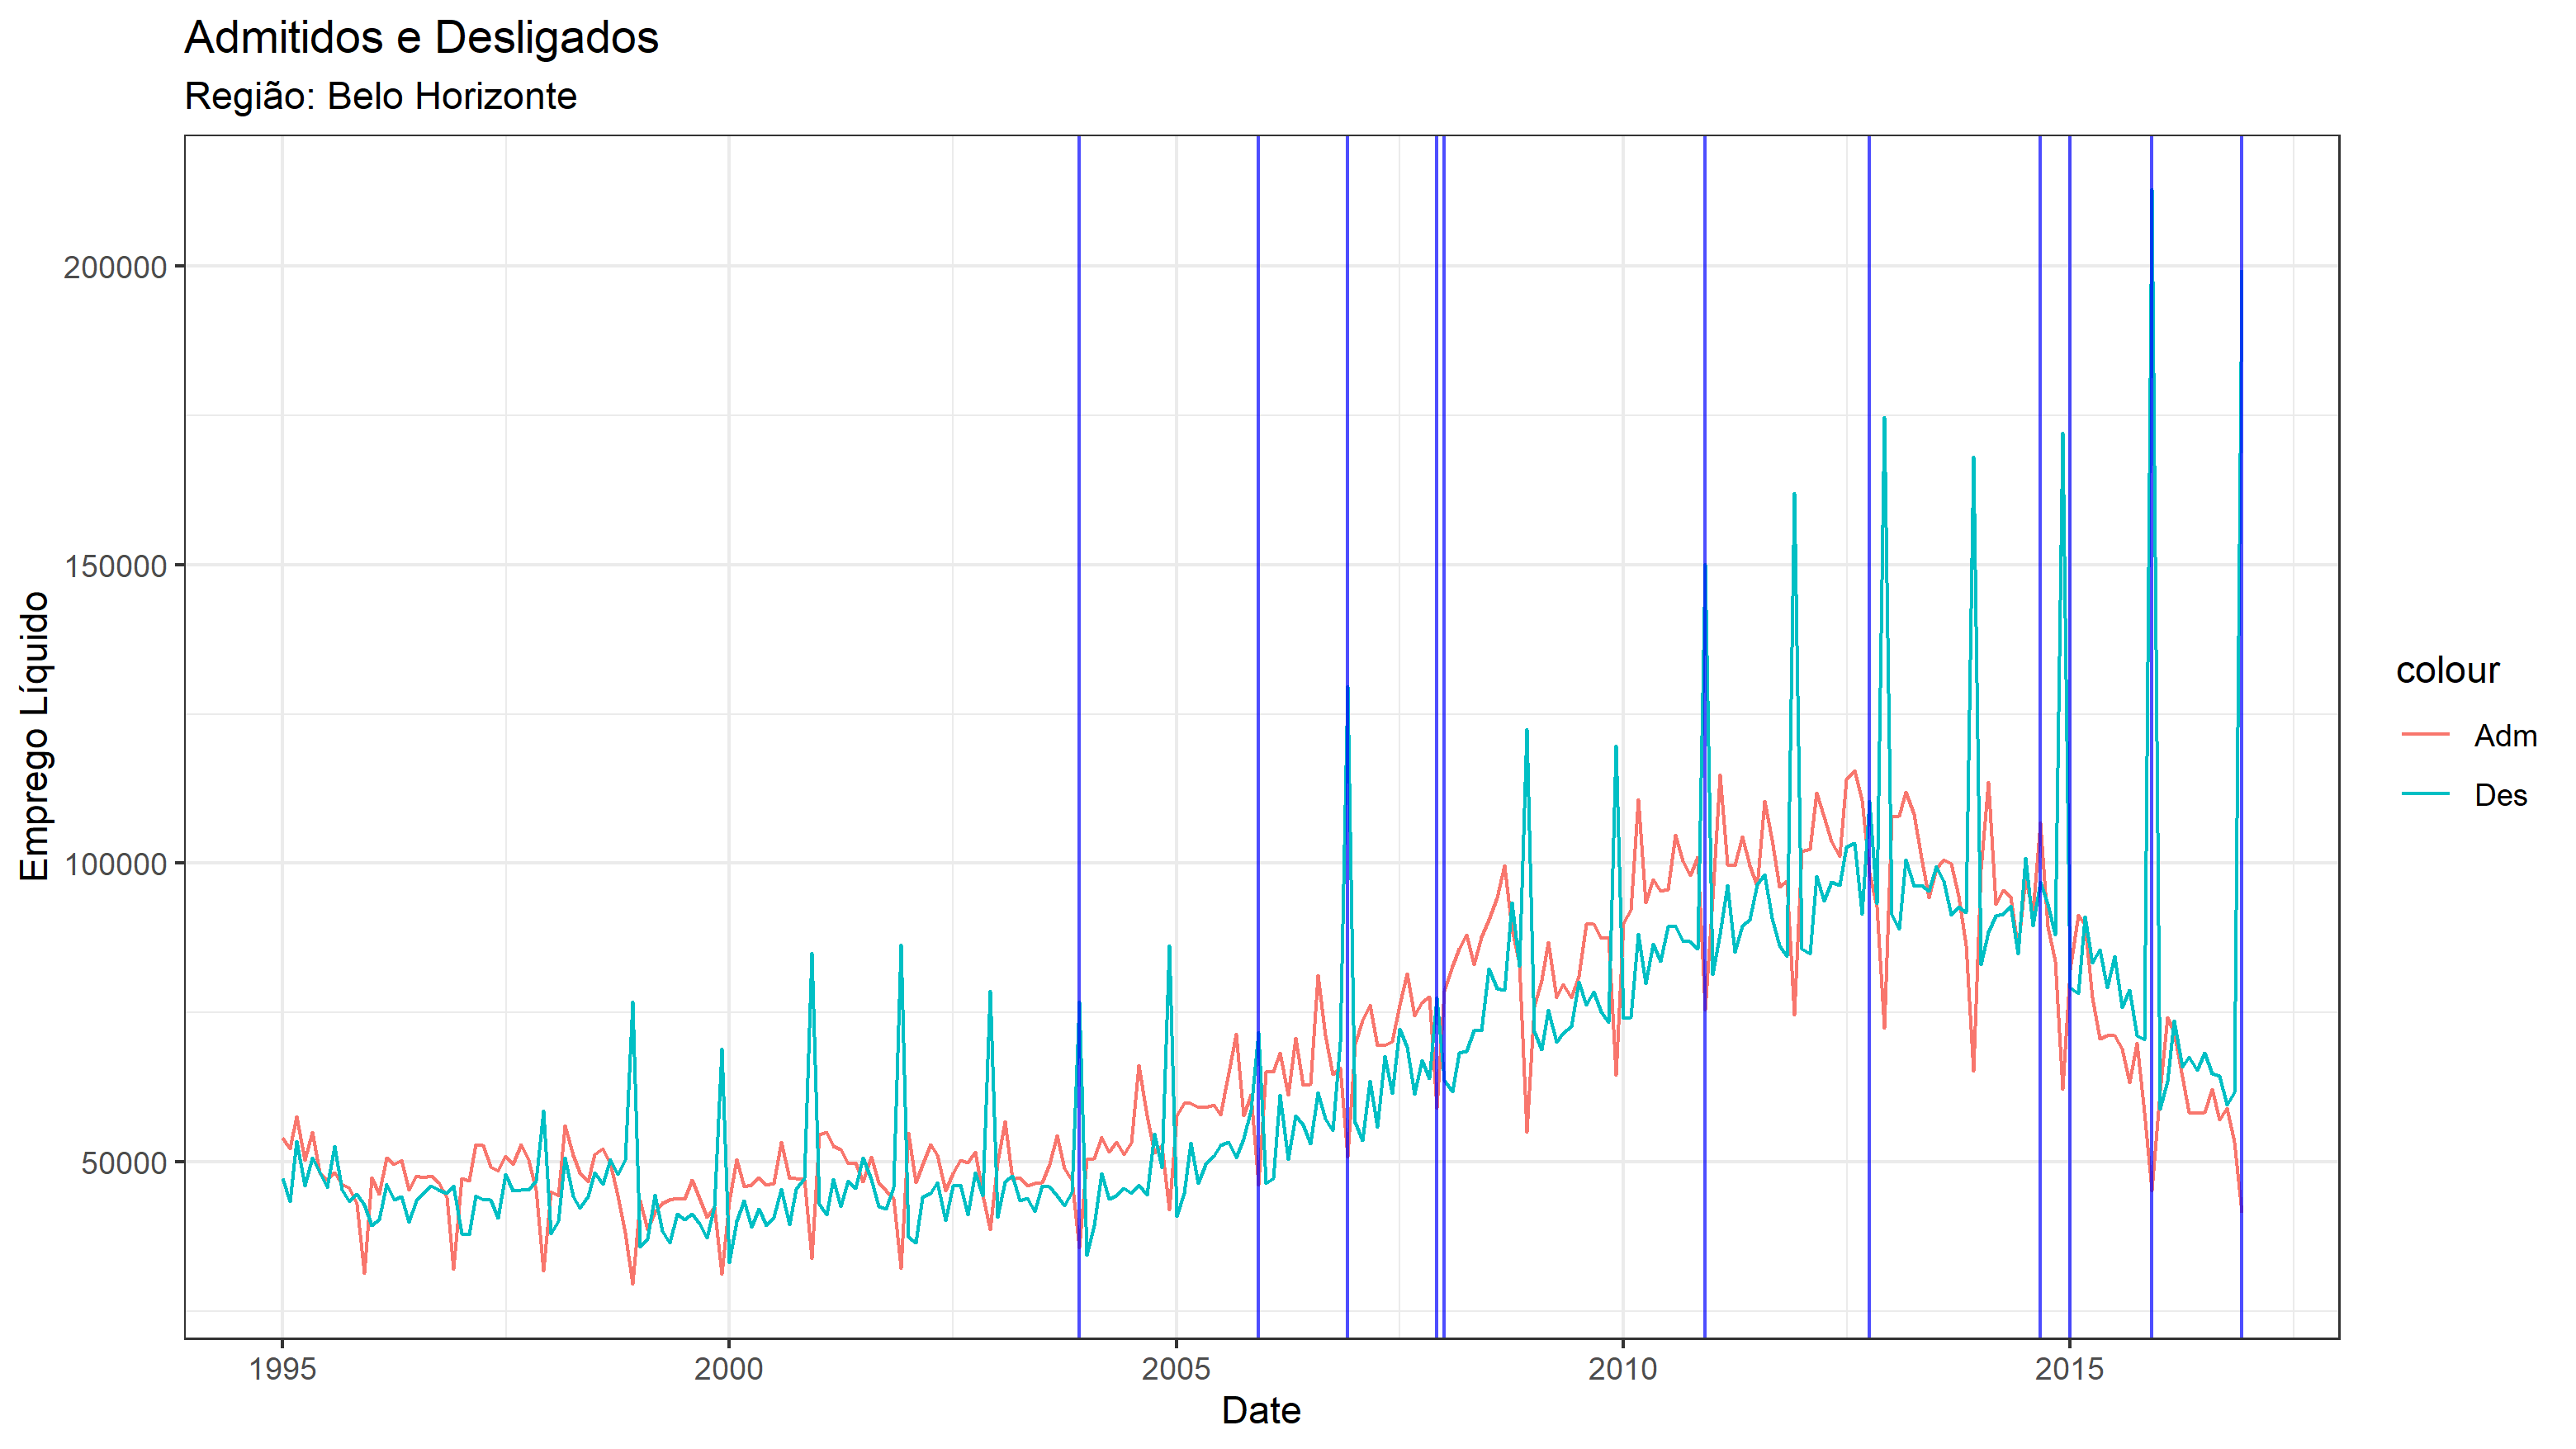 Admitidos e Desligados
Região: Belo Horizonte
Emprego Líquido
200000
150000
100000
50000
1995
2000
2005
2010
2015
Date
colour
Adm
Des